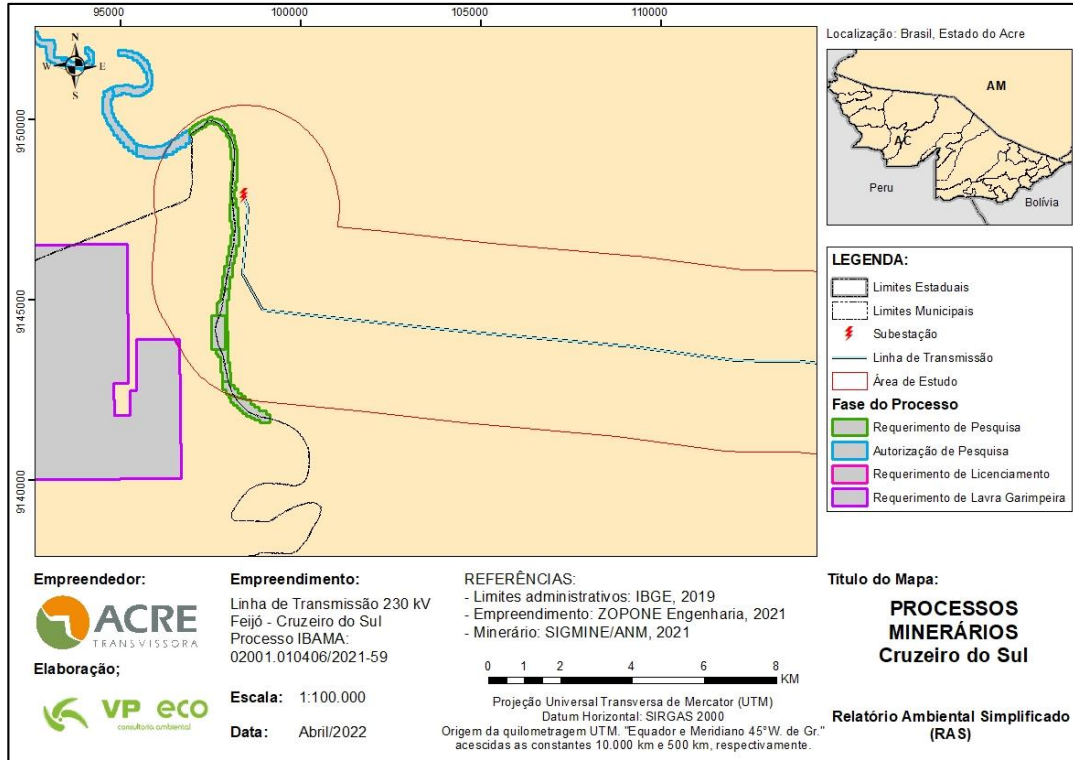 95000
100000
105000
110000
9150000
9145000
9140000
N
W
E
S
Localização: Brasil, Estado do Acre
AM
AC
Peru
Bolívia
LEGENDA:
Limites Estaduais
Limites Municipais
Subestação
Linha de Transmissão
Área de Estudo
Fase do Processo
Requerimento de Pesquisa
Autorização de Pesquisa
Requerimento de Licenciamento
Requerimento de Lavra Garimpeira
Empreendedor:
ACRE
TRANSVISSORA
Elaboração;
VP eco
consultoria ambiental
Empreendimento:
Linha de Transmissão 230 kV
Feijó - Cruzeiro do Sul
Processo IBAMA:
02001.010406/2021-59
Escala: 1:100.000
Data: Abril/2022
REFERÊNCIAS:
- Limites administrativos: IBGE, 2019
- Empreendimento: ZOPONE Engenharia, 2021
- Minerário: SIGMINE/ANM, 2021
0 1 2 4 6 8
KM
Projeção Universal Transversa de Mercator (UTM)
Datum Horizontal: SIRGAS 2000
Origem da quilometragem UTM. "Equador e Meridiano 45°W. de Gr."
acescidas as constantes 10.000 km e 500 km, respectivamente.
Título do Mapa:
PROCESSOS
MINERÁRIOS
Cruzeiro do Sul
Relatório Ambiental Simplificado
(RAS)